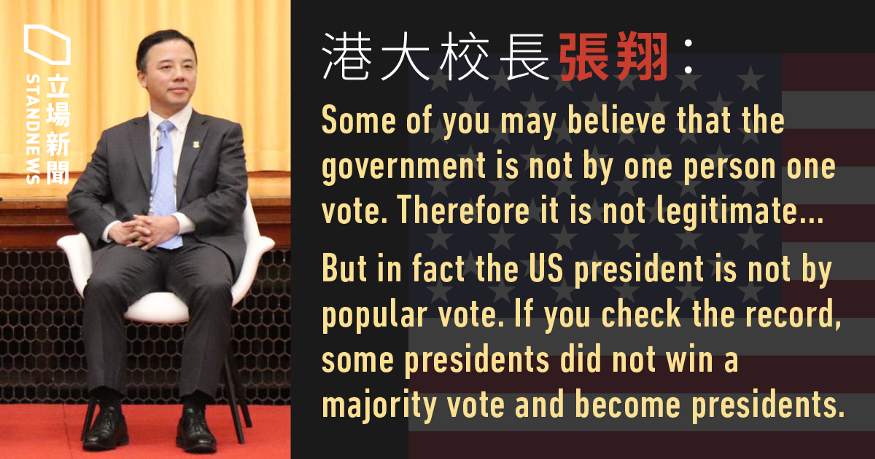 立場新聞
STANDNEWS
港大校長張翔：
Some of you may believe that the
government is not by one person one
vote. Therefore it is not legitimate...
But in fact the US president is not by
popular vote. If you check the record,
some presidents did not win a
majority vote and become presidents.